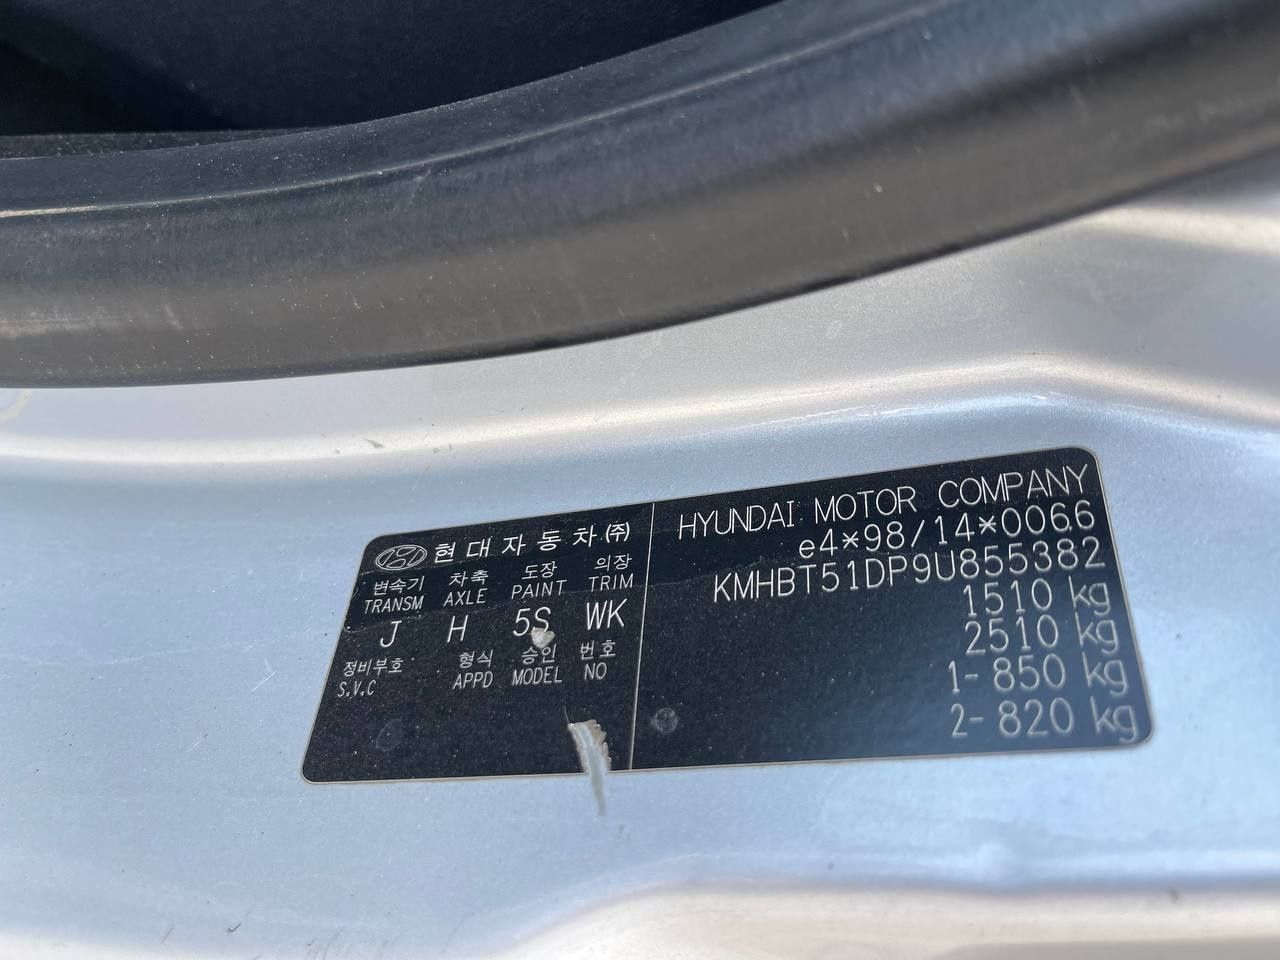 현대자동차(주)
변속기 차축 도장 의장
TRANSM AXLE PAINT TRIM
J H 5S WK
정비부호 형식 승인 번호
S.V.C APPD MODEL NO
HYUNDAI MOTOR COMPANY
e4*98/14*0066
KMHBT51DP9U855382
1510 kg
2510 kg
1- 850 kg
2- 820 kg